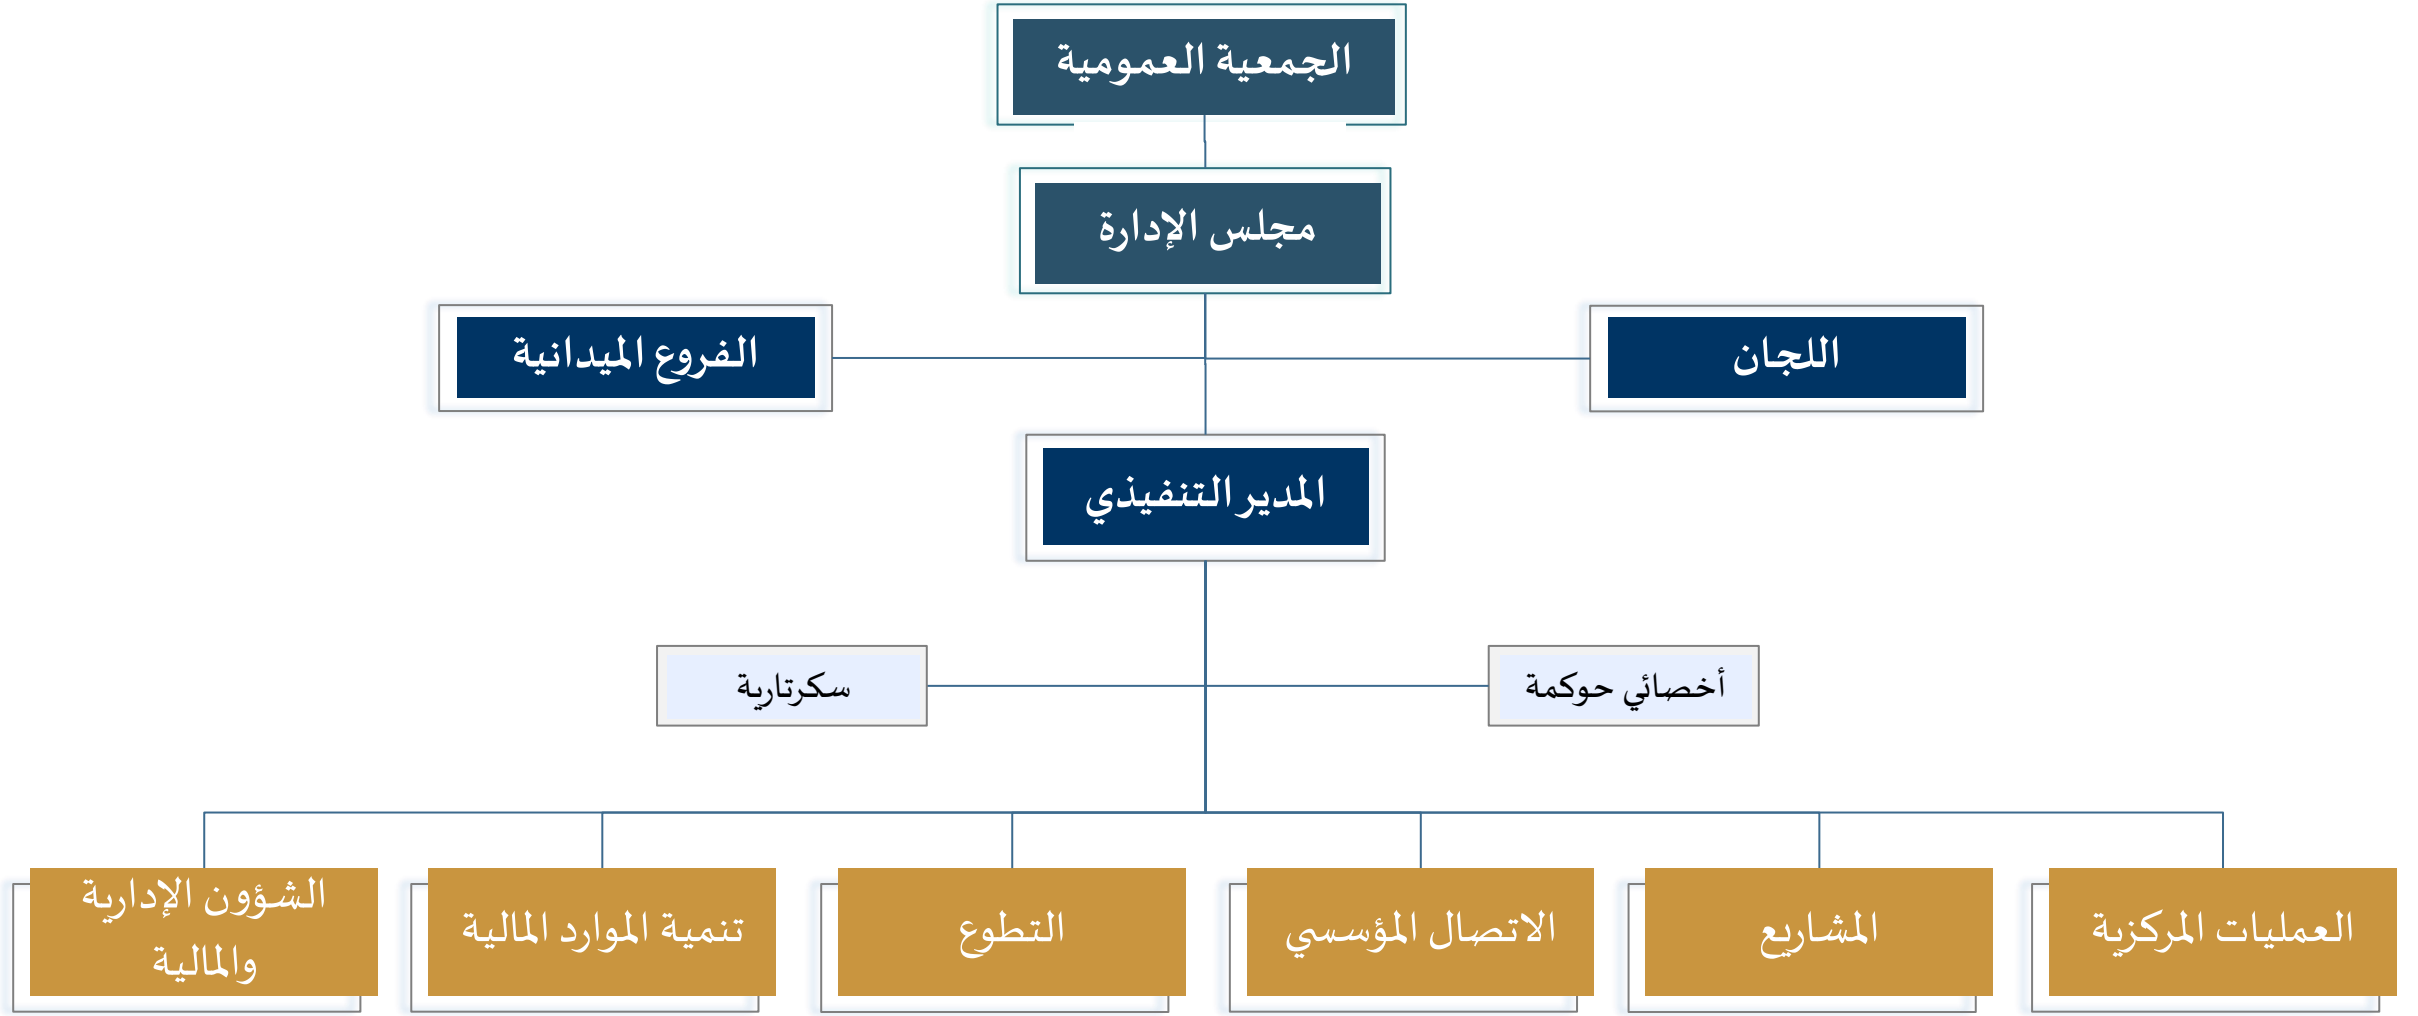 الجمعية العمومية
مجلس الإدارة
اللجان
الفروع الميدانية
المدير التنفيذي
أخصائي حوكمة
سكرتارية
العمليات المركزية
المشاريع
الاتصال المؤسسي
التطوع
تنمية الموارد المالية
الشؤون الإدارية
والمالية